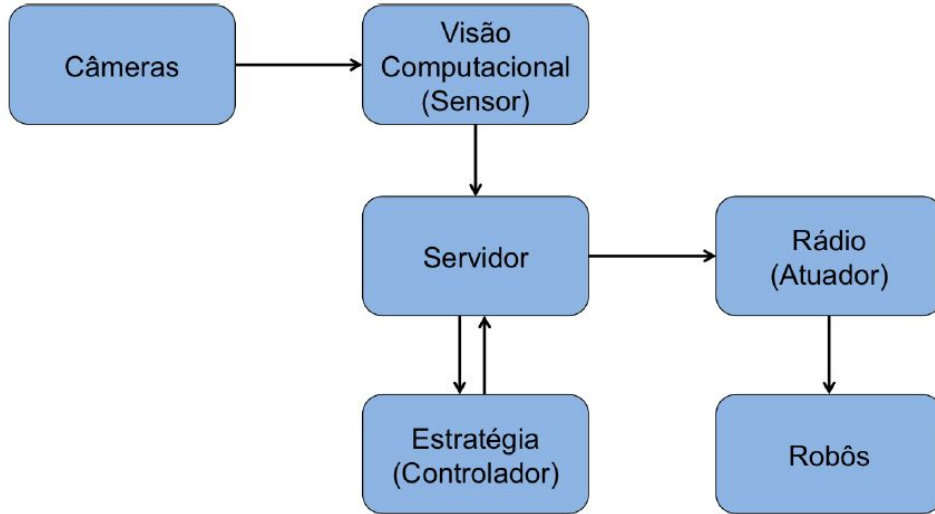 Câmeras
Visão
Computacional
(Sensor)
Servidor
Rádio
(Atuador)
Estratégia
(Controlador)
Robôs